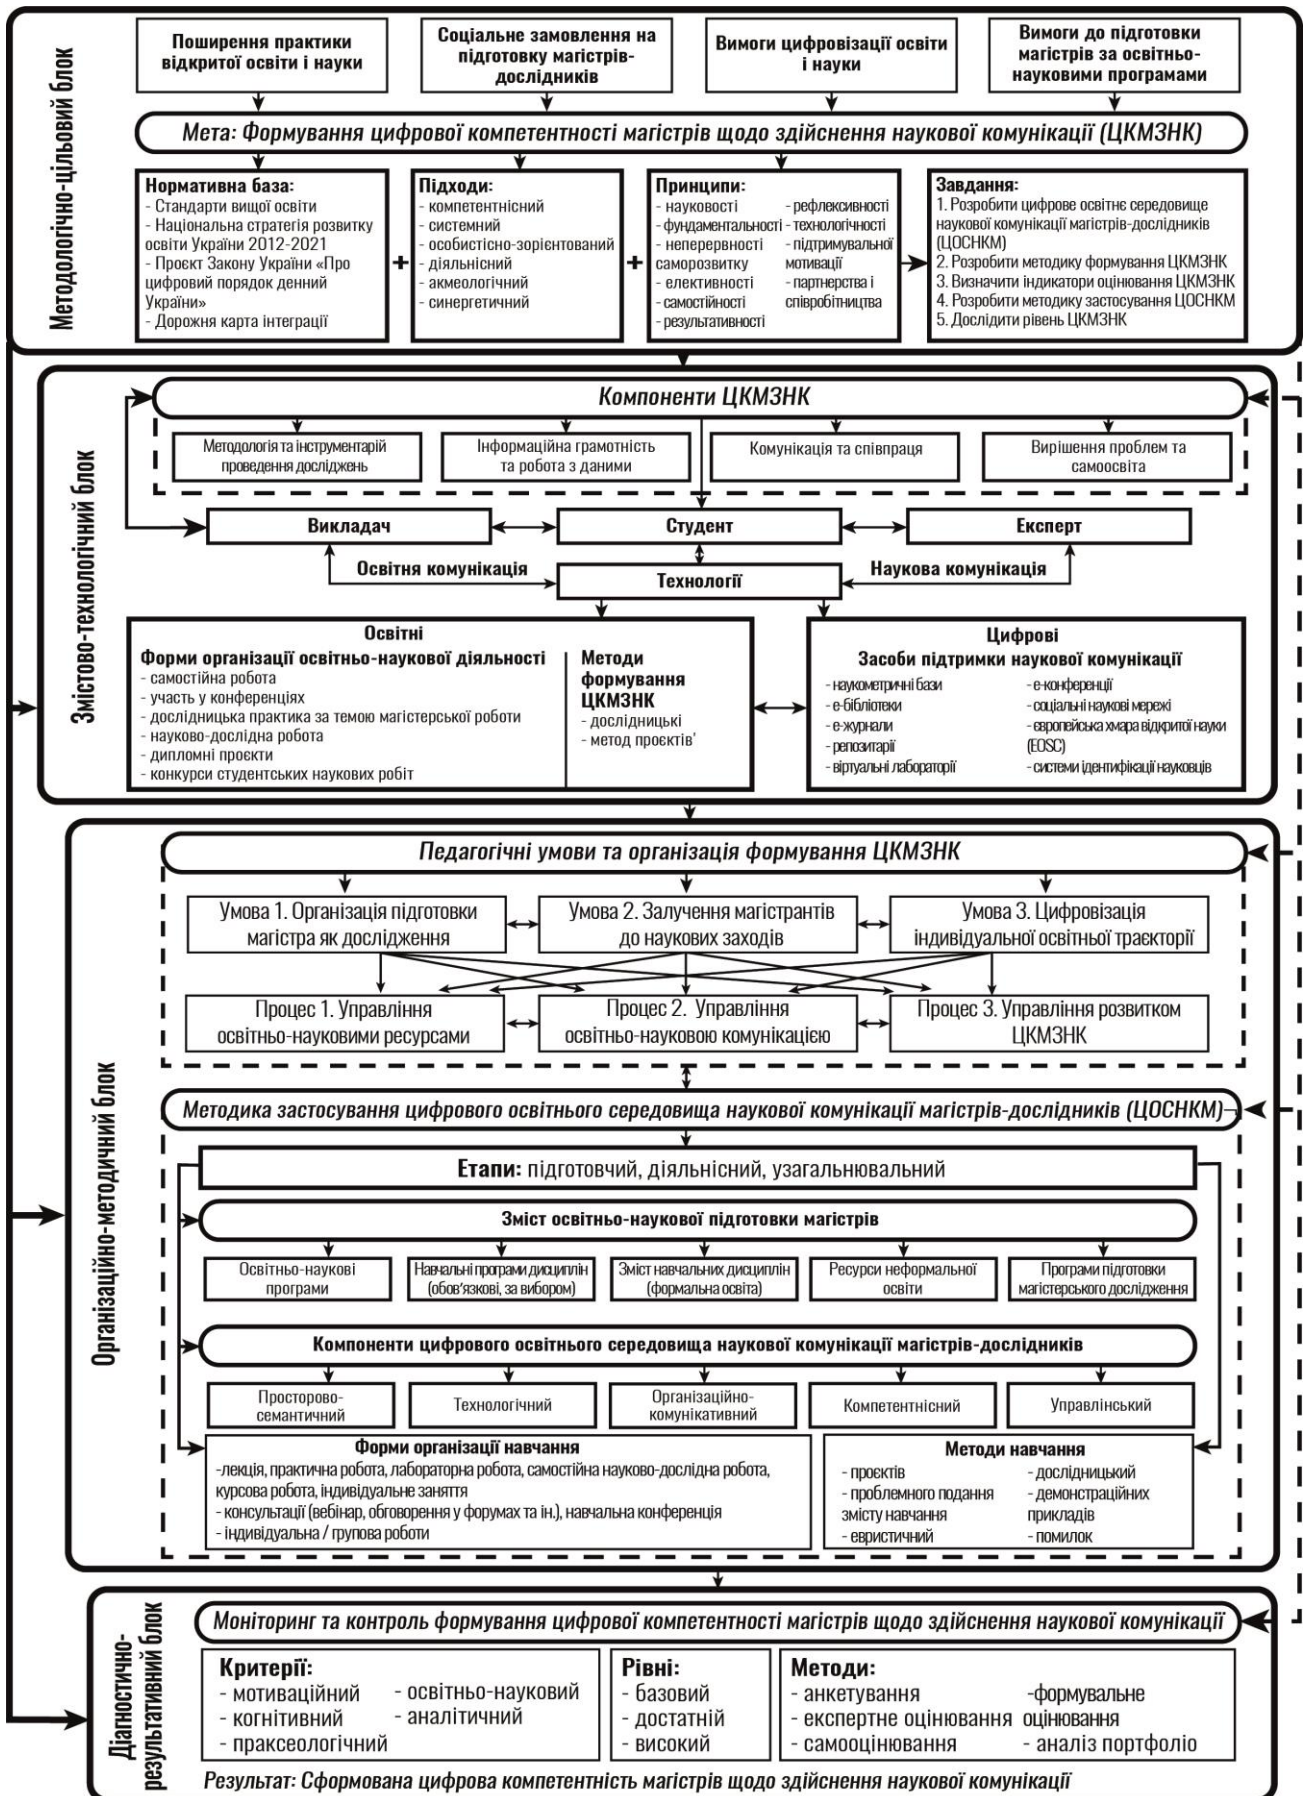 Методологічно-цільовий блок
Поширення практики
відкритої освіти і науки
Соціальне замовлення на
підготовку магістрів-
дослідників
Вимоги цифровізації освіти
і науки
Вимоги до підготовки
магістрів за освітньо-
науковими програмами
Мета: Формування цифрової компетентності магістрів щодо здійснення наукової комунікації (ЦКМЗНК)
Нормативна база:
- Стандарти вищої освіти
- Національна стратегія розвитку
освіти України 2012-2021
- Проєкт Закону України «Про
цифровий порядок денний
України»
- Дорожня карта інтеграції
+
Підходи:
- компетентнісний
- системний
- особистісно-зорієнтований
- діяльнісний
- акмеологічний
- синергетичний
+
Принципи:
- науковості
- фундаментальності
- неперервності
саморозвитку
- елективності
- самостійності
- результативності
- рефлексивності
- технологічності
- підтримувальної
мотивації
- партнерства і
співробітництва
Завдання:
1. Розробити цифрове освітнє середовище
наукової комунікації магістрів-дослідників
(ЦОСНКМ)
2. Розробити методику формування ЦКМЗНК
3. Визначити індикатори оцінювання ЦКМЗНК
4. Розробити методику застосування ЦОСНКМ
5. Дослідити рівень ЦКМЗНК
Змістово-технологічний блок
Компоненти ЦКМЗНК
Методологія та інструментарій
проведення досліджень
Інформаційна грамотність
та робота з даними
Комунікація та співпраця
Вирішення проблем та
самоосвіта
Викладач
Студент
Експерт
Освітня комунікація
Технології
Наукова комунікація
Освітні
Форми організації освітньо-наукової діяльності
- самостійна робота
- участь у конференціях
- дослідницька практика за темою магістерської роботи
- науково-дослідна робота
- дипломні проєкти
- конкурси студентських наукових робіт
Методи
формування
ЦКМЗНК
- дослідницькі
- метод проєктів'
Цифрові
Засоби підтримки наукової комунікації
- наукометричні бази
- е-бібліотеки
- е-журнали
- репозитарії
- віртуальні лабораторії
- е-конференції
- соціальні наукові мережі
- європейська хмара відкритої науки
(EOSC)
- системи ідентифікації науковців
Організаційно-методичний блок
Педагогічні умови та організація формування ЦКМЗНК
Умова 1. Організація підготовки
магістра як дослідження
Умова 2. Залучення магістрантів
до наукових заходів
Умова 3. Цифровізація
індивідуальної освітньої траєкторії
Процес 1. Управління
освітньо-науковими ресурсами
Процес 2. Управління
освітньо-науковою комунікацією
Процес 3. Управління розвитком
ЦКМЗНК
Методика застосування цифрового освітнього середовища наукової комунікації магістрів-дослідників (ЦОСНКМ)
Етапи: підготовчий, діяльнісний, узагальнювальний
Зміст освітньо-наукової підготовки магістрів
Освітньо-наукові
програми
Навчальні програми дисциплін
(обов'язкові, за вибором)
Зміст навчальних дисциплін
(формальна освіта)
Ресурси неформальної
освіти
Програми підготовки
магістерського дослідження
Компоненти цифрового освітнього середовища наукової комунікації магістрів-дослідників
Просторово-
семантичний
Технологічний
Організаційно-
комунікативний
Компетентнісний
Управлінський
Форми організації навчання
-лекція, практична робота, лабораторна робота, самостійна науково-дослідна робота,
курсова робота, індивідуальне заняття
- консультації (вебінар, обговорення у форумах та ін.), навчальна конференція
- індивідуальна / групова роботи
Методи навчання
- проєктів
- проблемного подання
змісту навчання
- евристичний
- дослідницький
- демонстраційних
прикладів
- помилок
Діагностично-
результативний блок
Моніторинг та контроль формування цифрової компетентності магістрів щодо здійснення наукової комунікації
Критерії:
- мотиваційний
- когнітивний
- праксеологічний
- освітньо-науковий
- аналітичний
Рівні:
- базовий
- достатній
- високий
Методи:
- анкетування
- експертне оцінювання
- самооцінювання
-формувальне
оцінювання
- аналіз портфоліо
Результат: Сформована цифрова компетентність магістрів щодо здійснення наукової комунікації